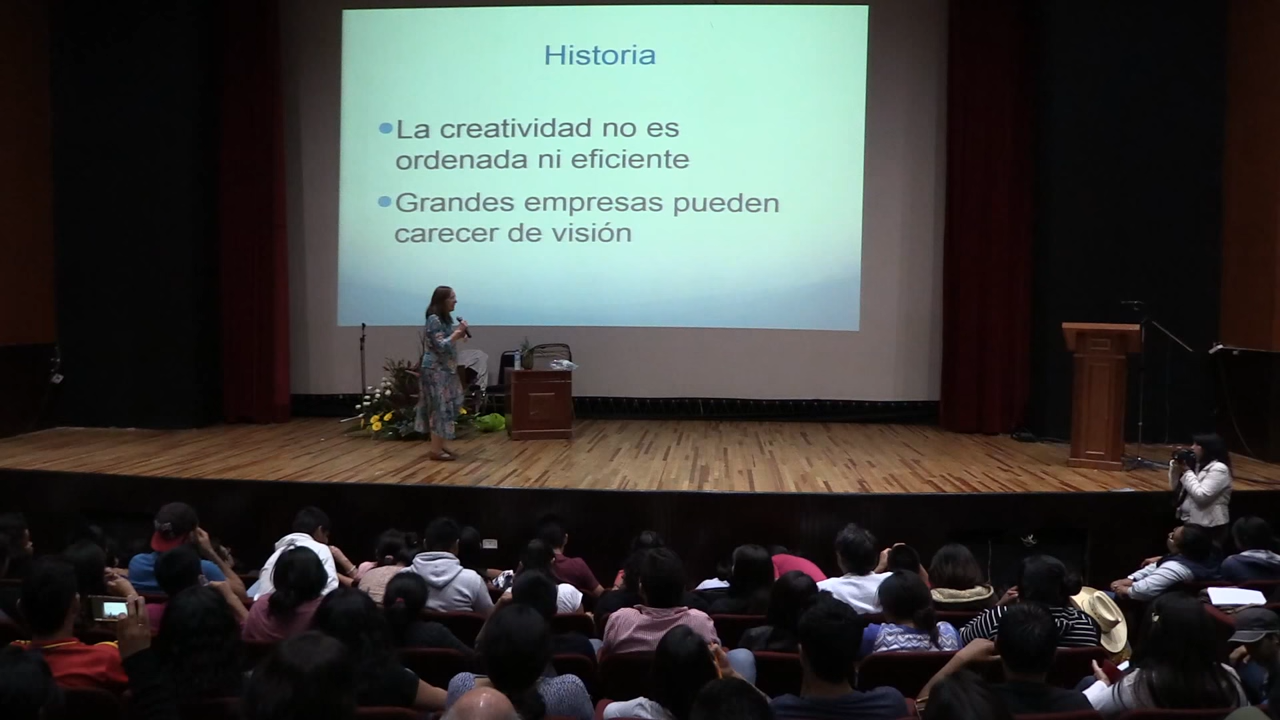 Historia
La creatividad no es
ordenada ni eficiente
Grandes empresas pueden
carecer de visión